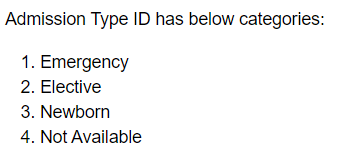 Admission Type ID has below categories:
1. Emergency
2. Elective
3. Newborn
4. Not Available